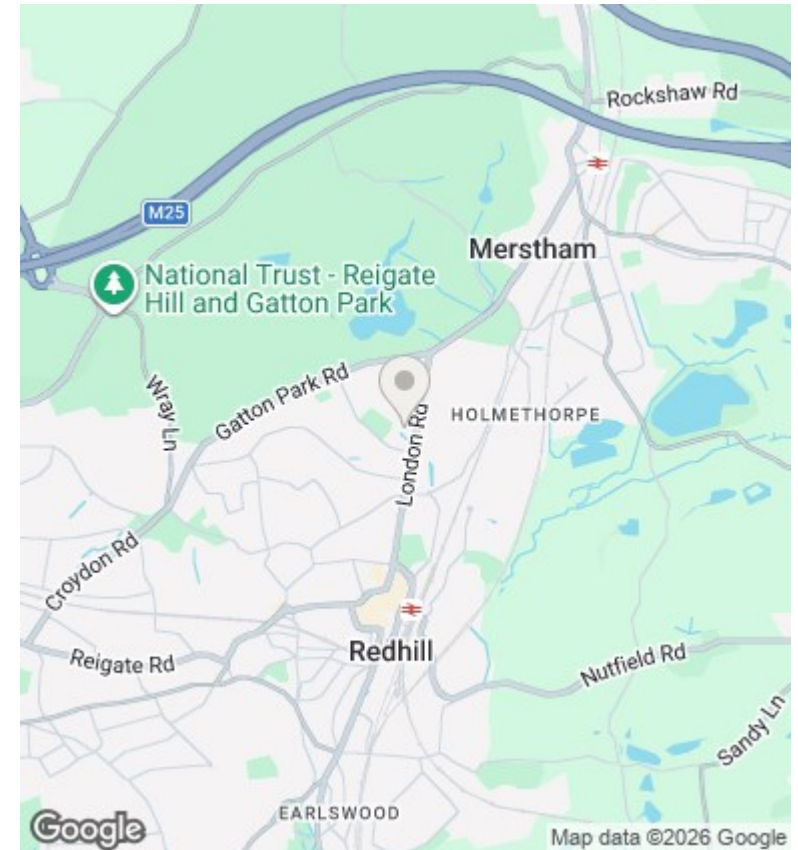 Rockshaw Rd
M25
Merstham
National Trust - Reigate
Hill and Gatton Park
Gatton Park Rd
Wray Ln
HOLMETHORPE
London Rd
Croydon Rd
Redhill
Reigate Rd
Nutfield Rd
Sandy Ln
EARLSWOOD
Google
Map data ©2026 Google